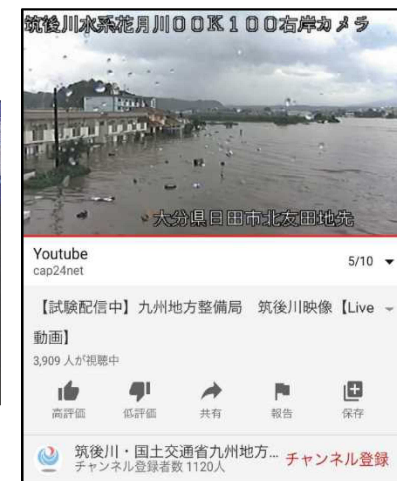 筑後川水系花月川00K100右岸カメラ
大分県日田市北友田地先
Youtube
cap24net
5/10
【試験配信中】九州地方整備局 筑後川映像【Live
動画】
3,909 人が視聴中
高評価 低評価 共有 報告 保存
筑後川・国土交通省九州地方...
チャンネル登録者数 1120人
チャンネル登録